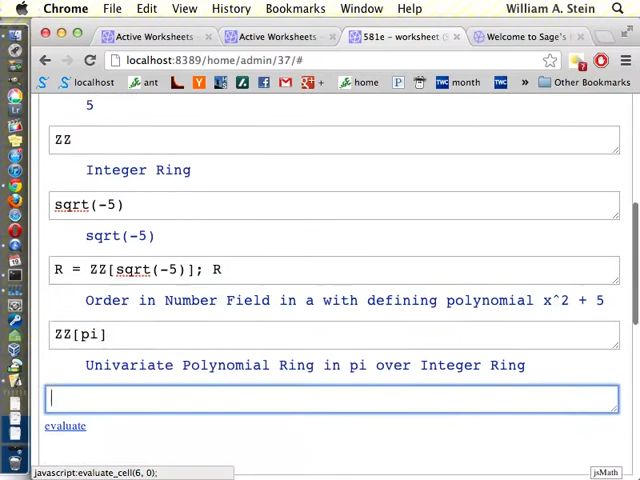 Chrome File Edit View History Bookmarks Window William A. Stein
Active Worksheets Active Worksheets 581e – worksheet (S Welcome to Sage's
localhost:8389/home/admin/37/#
localhost ant home month Other Bookmarks
5
ZZ
Integer Ring
sqrt(-5)
sqrt(-5)
R = ZZ[sqrt(-5)]; R
Order in Number Field in a with defining polynomial x^2 + 5
ZZ[pi]
Univariate Polynomial Ring in pi over Integer Ring
evaluate
javascript:evaluate_cell(6, 0);
jsMath